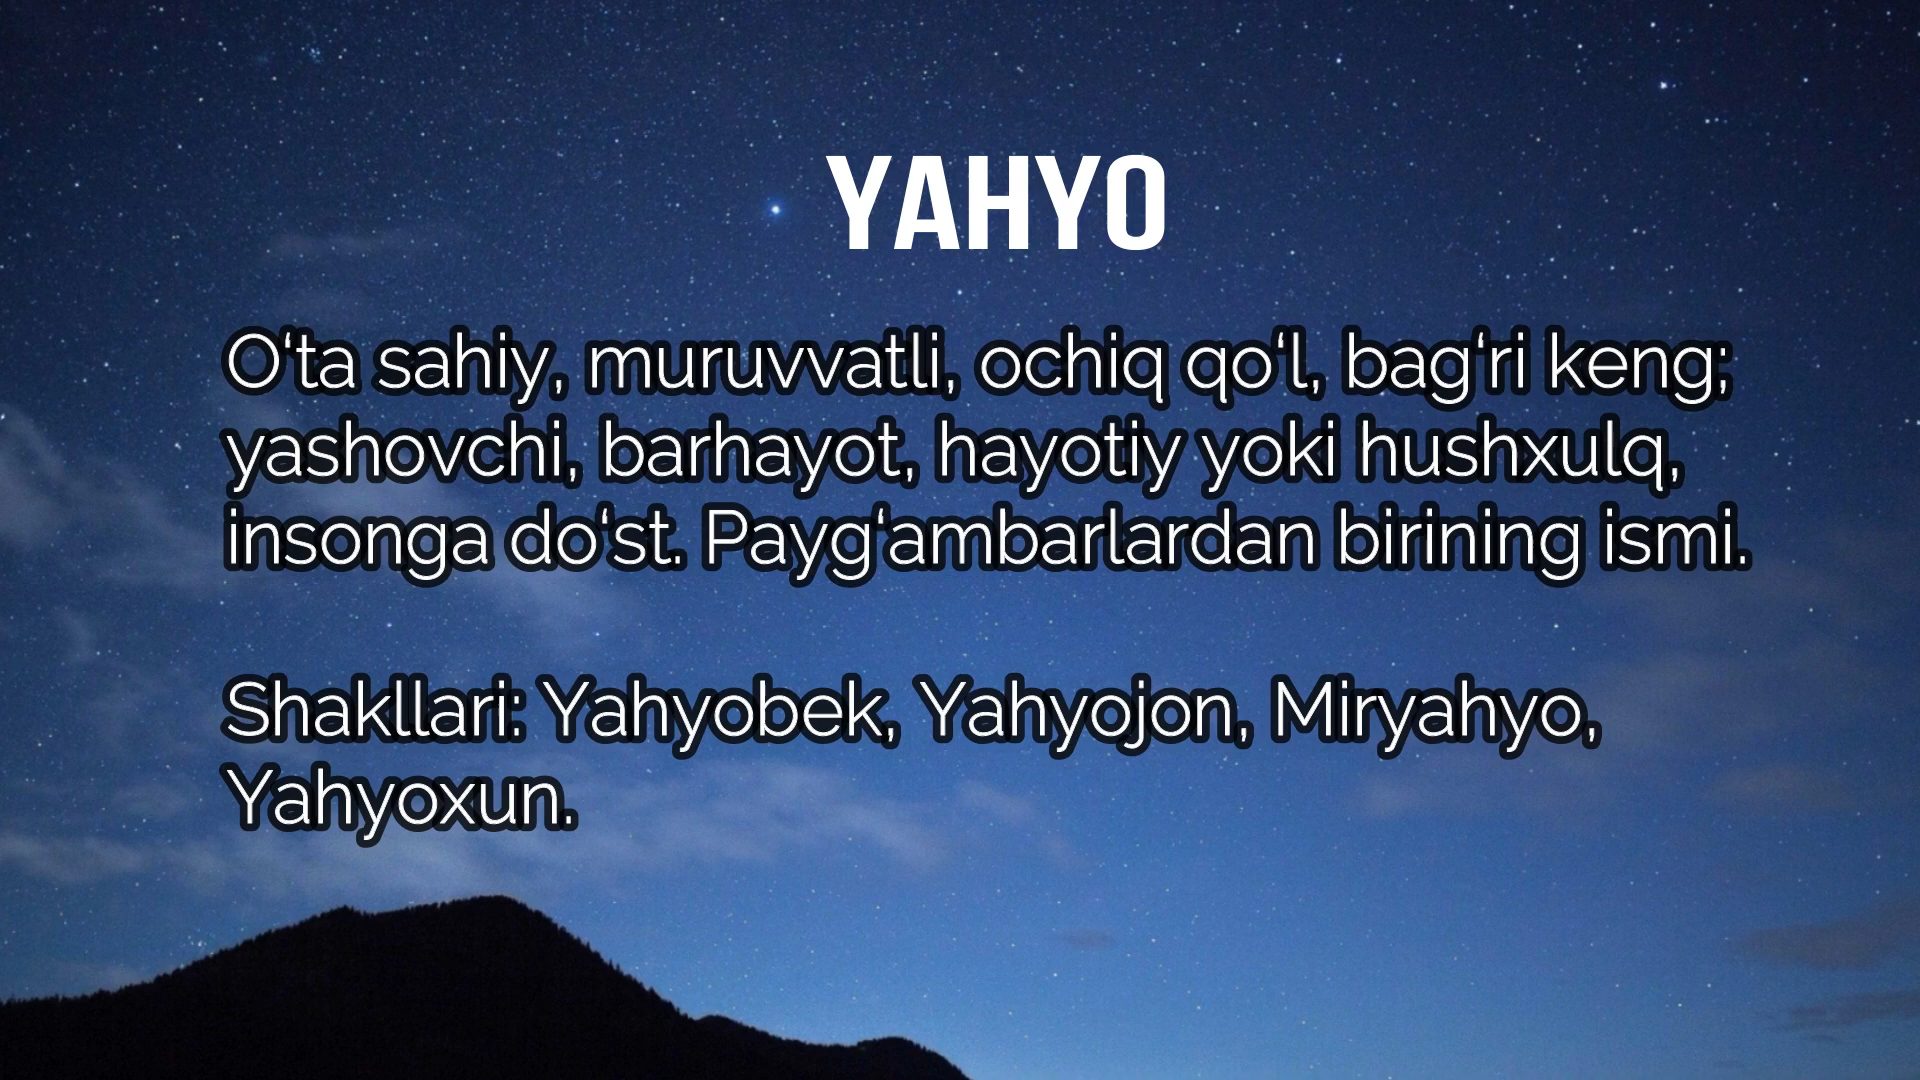 YAHYO
O‘ta sahiy, muruvvatli, ochiq qo‘l, bag‘ri keng;
yashovchi, barhayot, hayotiy yoki hushxulq,
insonga do‘st. Payg‘ambarlardan birining ismi.
Shakllari: Yahyobek, Yahyojon, Miryahyo,
Yahyoxun.